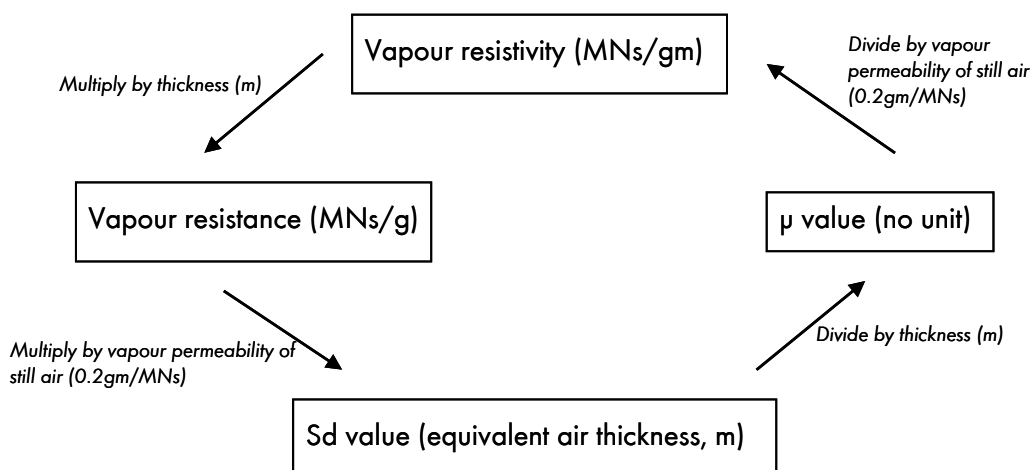 Vapour resistivity (MNs/gm)
Divide by vapour
permeability of still air
(0.2gm/MNs)
Multiply by thickness (m)
Vapour resistance (MNs/g)
µ value (no unit)
Multiply by vapour permeability of
still air (0.2gm/MNs)
Divide by thickness (m)
Sd value (equivalent air thickness, m)